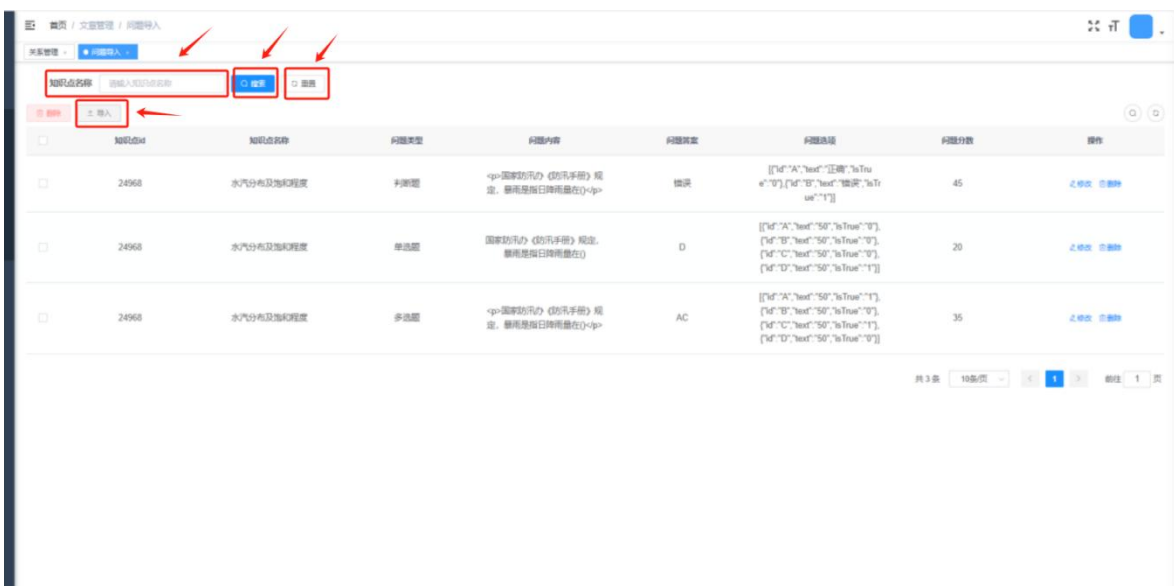 首页 / 文章管理 / 问题导入
关系管理 × 问题导入 ×
知识点名称 请输入知识点名称 搜索 重置
删除 导入
知识点id 知识点名称 问题类型 问题内容 问题答案 问题选项 问题分数 操作
24968 水汽分布及饱和程度 判断题 <p>国家防汛办《防汛手册》规 错误 [{"id":"A","text":"正确","isTru 45 修改 删除
定，暴雨是指日降雨量在()</p> e":"0"},{"id":"B","text":"错误","isTr
ue":"1"}]
24968 水汽分布及饱和程度 单选题 国家防汛办《防汛手册》规定， D [{"id":"A","text":"50","isTrue":"0"}, 20 修改 删除
暴雨是指日降雨量在() {"id":"B","text":"50","isTrue":"0"},
{"id":"C","text":"50","isTrue":"0"},
{"id":"D","text":"50","isTrue":"1"}]
24968 水汽分布及饱和程度 多选题 <p>国家防汛办《防汛手册》规 AC [{"id":"A","text":"50","isTrue":"1"}, 35 修改 删除
定，暴雨是指日降雨量在()</p> {"id":"B","text":"50","isTrue":"0"},
{"id":"C","text":"50","isTrue":"1"},
{"id":"D","text":"50","isTrue":"0"}]
共 3 条 10条/页 < 1 > 前往 1 页